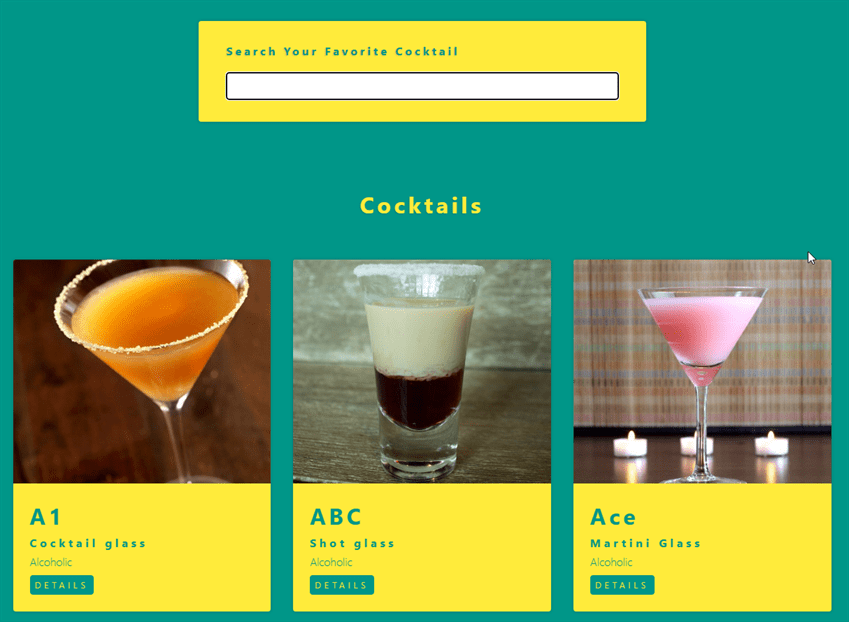 Search Your Favorite Cocktail
Cocktails
A1
Cocktail glass
Alcoholic
DETAILS
ABC
Shot glass
Alcoholic
DETAILS
Ace
Martini Glass
Alcoholic
DETAILS